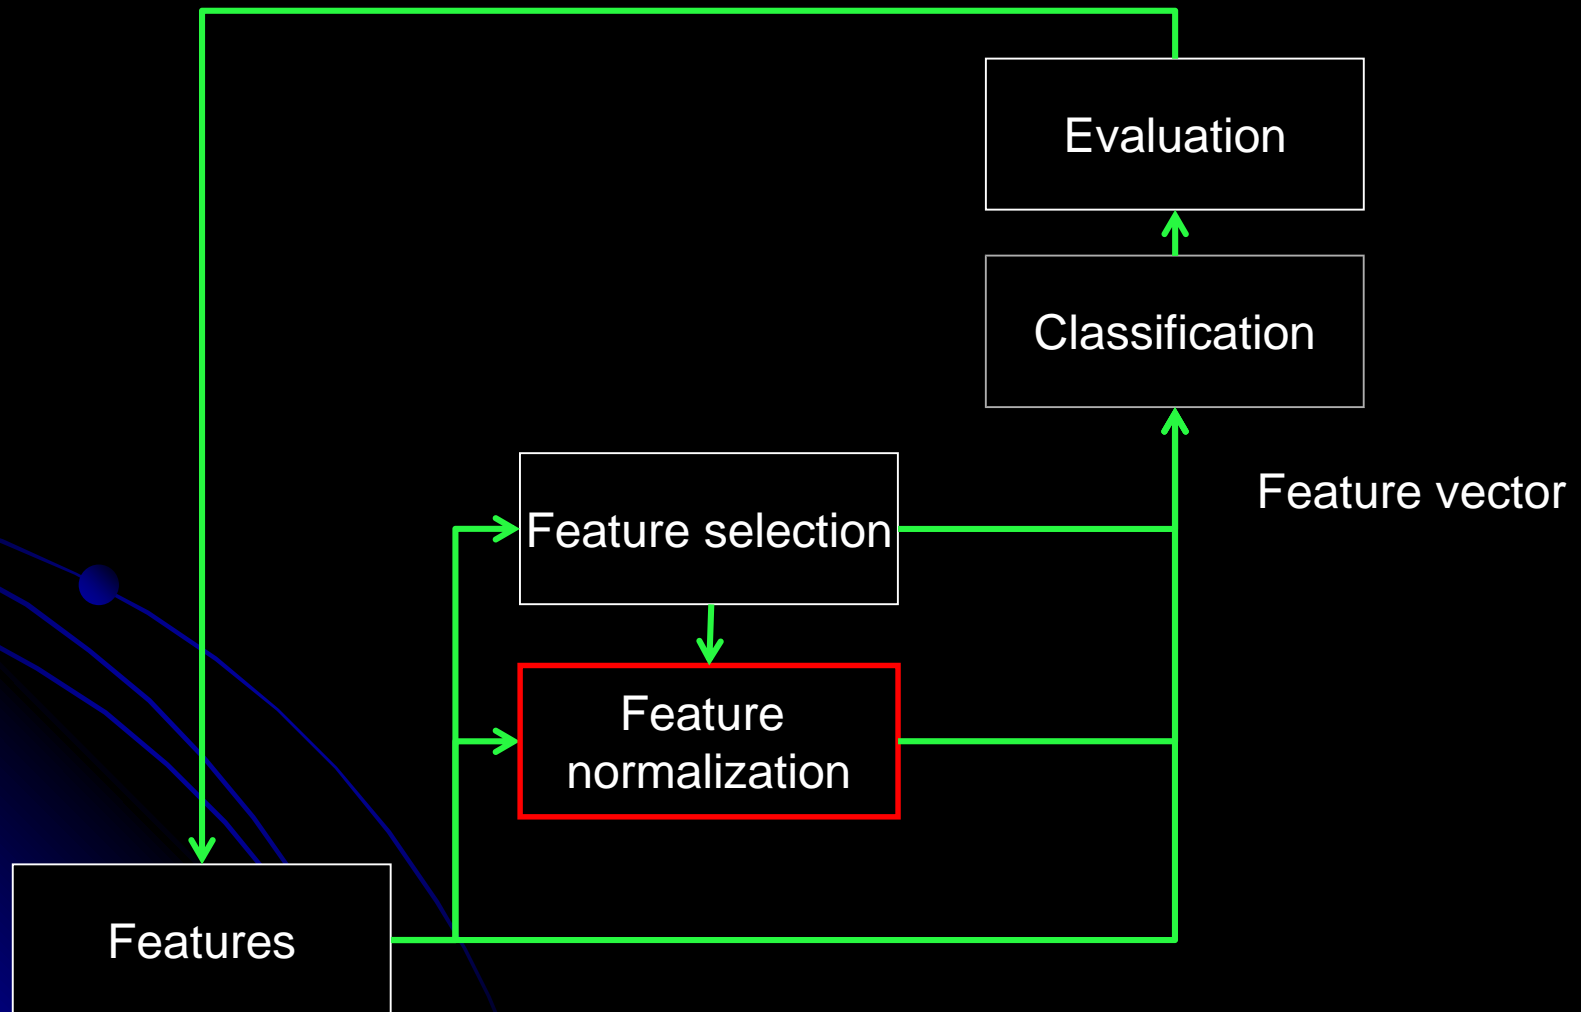 Evaluation
Classification
Feature vector
Feature selection
Feature
normalization
Features